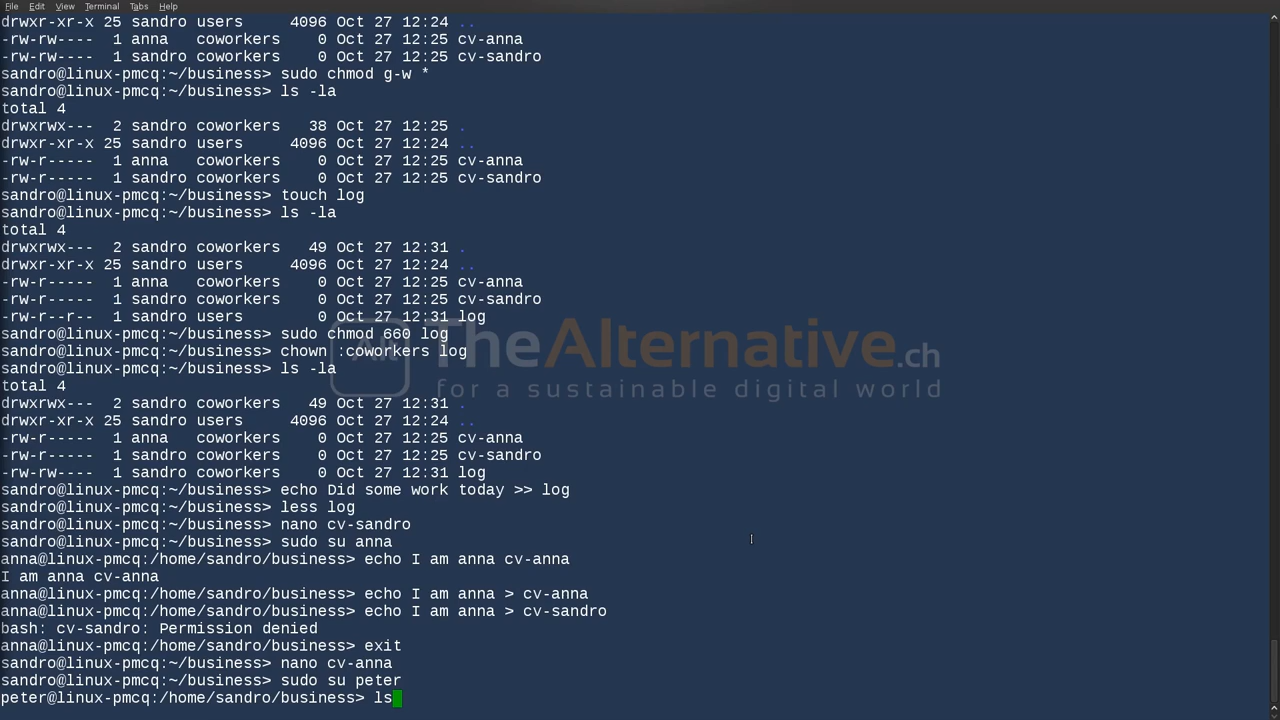 File Edit View Terminal Tabs Help
drwxr-xr-x 25 sandro users     4096 Oct 27 12:24 ..
-rw-rw----  1 anna   coworkers    0 Oct 27 12:25 cv-anna
-rw-rw----  1 sandro coworkers    0 Oct 27 12:25 cv-sandro
sandro@linux-pmcq:~/business> sudo chmod g-w *
sandro@linux-pmcq:~/business> ls -la
total 4
drwxrwx---  2 sandro coworkers   38 Oct 27 12:25 .
drwxr-xr-x 25 sandro users     4096 Oct 27 12:24 ..
-rw-r-----  1 anna   coworkers    0 Oct 27 12:25 cv-anna
-rw-r-----  1 sandro coworkers    0 Oct 27 12:25 cv-sandro
sandro@linux-pmcq:~/business> touch log
sandro@linux-pmcq:~/business> ls -la
total 4
drwxrwx---  2 sandro coworkers   49 Oct 27 12:31 .
drwxr-xr-x 25 sandro users     4096 Oct 27 12:24 ..
-rw-r-----  1 anna   coworkers    0 Oct 27 12:25 cv-anna
-rw-r-----  1 sandro coworkers    0 Oct 27 12:25 cv-sandro
-rw-r--r--  1 sandro users        0 Oct 27 12:31 log
sandro@linux-pmcq:~/business> sudo chmod 660 log
sandro@linux-pmcq:~/business> chown :coworkers log
sandro@linux-pmcq:~/business> ls -la
total 4
drwxrwx---  2 sandro coworkers   49 Oct 27 12:31 .
drwxr-xr-x 25 sandro users     4096 Oct 27 12:24 ..
-rw-r-----  1 anna   coworkers    0 Oct 27 12:25 cv-anna
-rw-r-----  1 sandro coworkers    0 Oct 27 12:25 cv-sandro
-rw-rw----  1 sandro coworkers    0 Oct 27 12:31 log
sandro@linux-pmcq:~/business> echo Did some work today >> log
sandro@linux-pmcq:~/business> less log
sandro@linux-pmcq:~/business> nano cv-sandro
sandro@linux-pmcq:~/business> sudo su anna
anna@linux-pmcq:/home/sandro/business> echo I am anna cv-anna
I am anna cv-anna
anna@linux-pmcq:/home/sandro/business> echo I am anna > cv-anna
anna@linux-pmcq:/home/sandro/business> echo I am anna > cv-sandro
bash: cv-sandro: Permission denied
anna@linux-pmcq:/home/sandro/business> exit
sandro@linux-pmcq:~/business> nano cv-anna
sandro@linux-pmcq:~/business> sudo su peter
peter@linux-pmcq:/home/sandro/business> ls
TheAlternative.ch
for a sustainable digital world